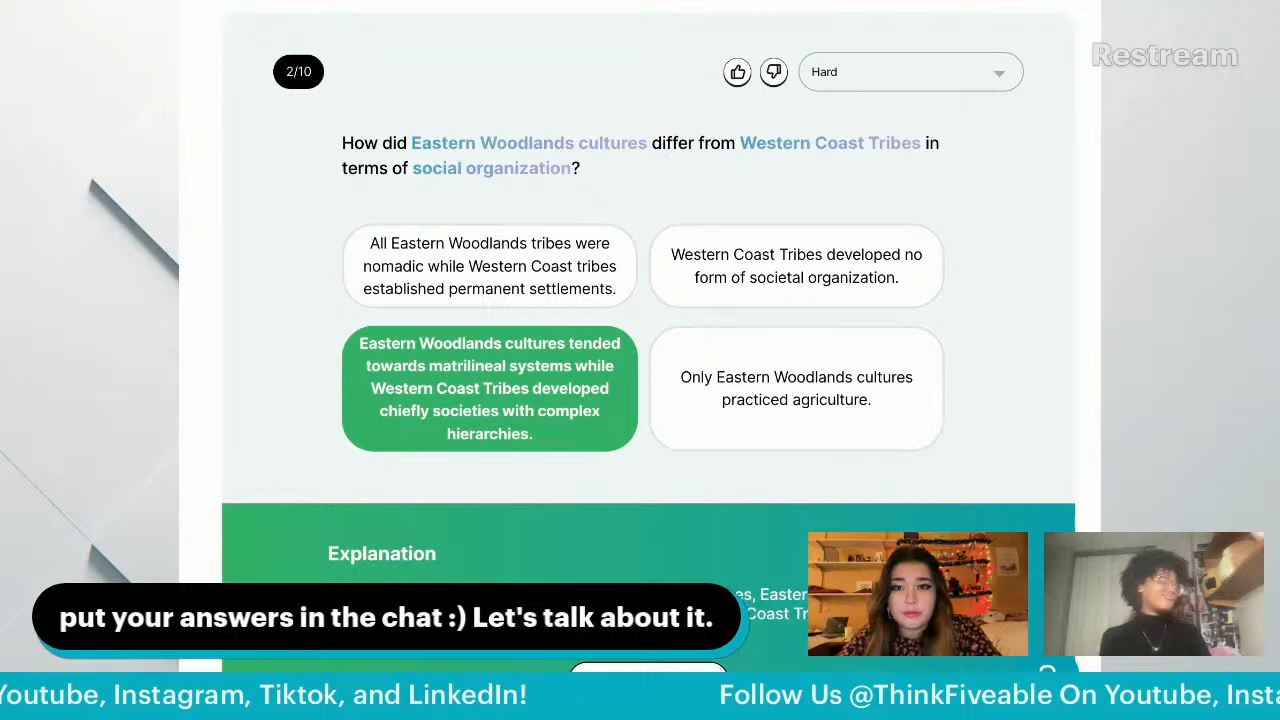 2/10
Hard
Restream
How did Eastern Woodlands cultures differ from Western Coast Tribes in
terms of social organization?
All Eastern Woodlands tribes were
nomadic while Western Coast tribes
established permanent settlements.
Western Coast Tribes developed no
form of societal organization.
Eastern Woodlands cultures tended
towards matrilineal systems while
Western Coast Tribes developed
chiefly societies with complex
hierarchies.
Only Eastern Woodlands cultures
practiced agriculture.
Explanation
put your answers in the chat :) Let's talk about it.
Youtube, Instagram, Tiktok, and LinkedIn!
Follow Us @ThinkFiveable On Youtube, Insta